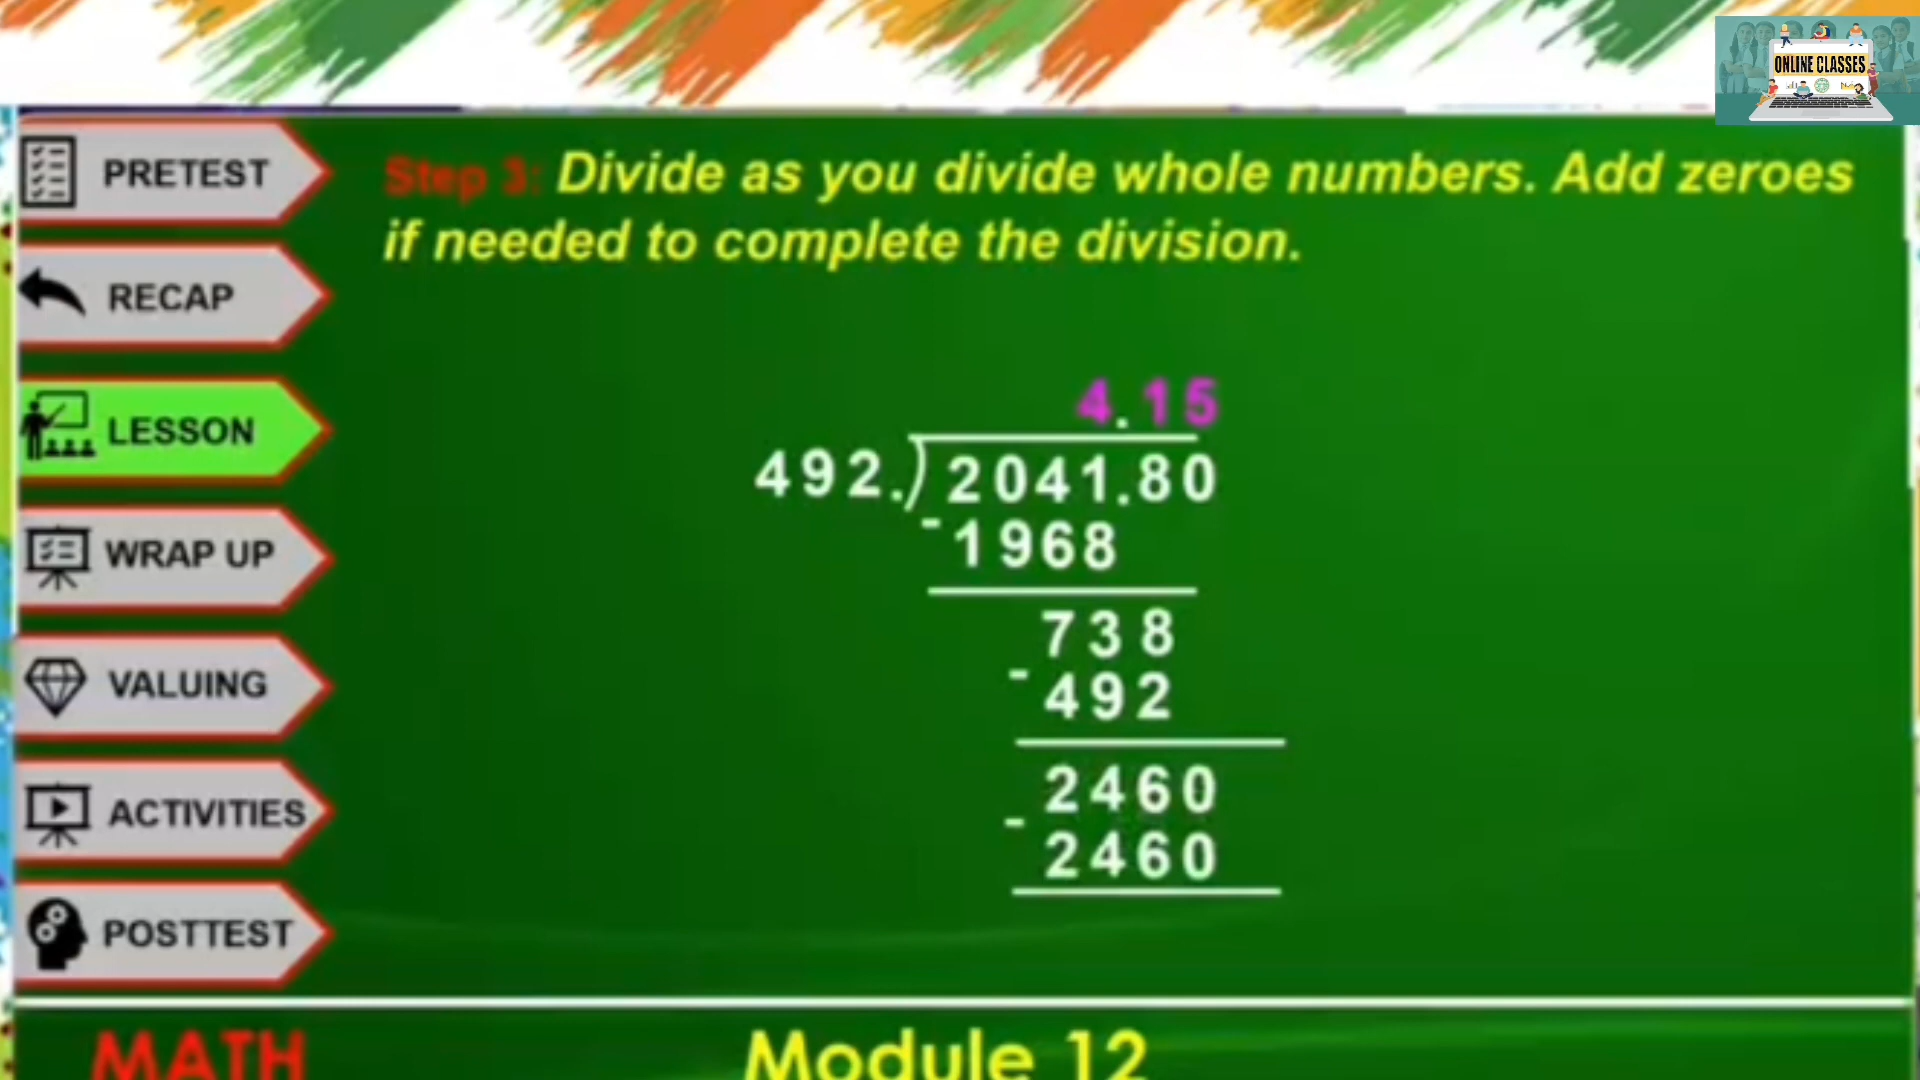 ONLINE CLASSES
PRETEST
RECAP
LESSON
WRAP UP
VALUING
ACTIVITIES
POSTTEST
Step 3: Divide as you divide whole numbers. Add zeroes
if needed to complete the division.
4.15
492.) 2041.80
- 1968
738
- 492
2460
- 2460
MATH
Module 12